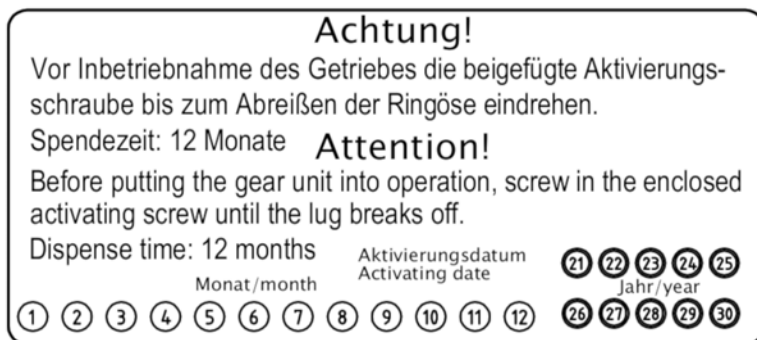 Achtung!
Vor Inbetriebnahme des Getriebes die beigefügte Aktivierungs-
schraube bis zum Abreißen der Ringöse eindrehen.
Spendezeit: 12 Monate
Attention!
Before putting the gear unit into operation, screw in the enclosed
activating screw until the lug breaks off.
Dispense time: 12 months
Aktivierungsdatum
Activating date
Monat/month
1 2 3 4 5 6 7 8 9 10 11 12
21 22 23 24 25
Jahr/year
26 27 28 29 30